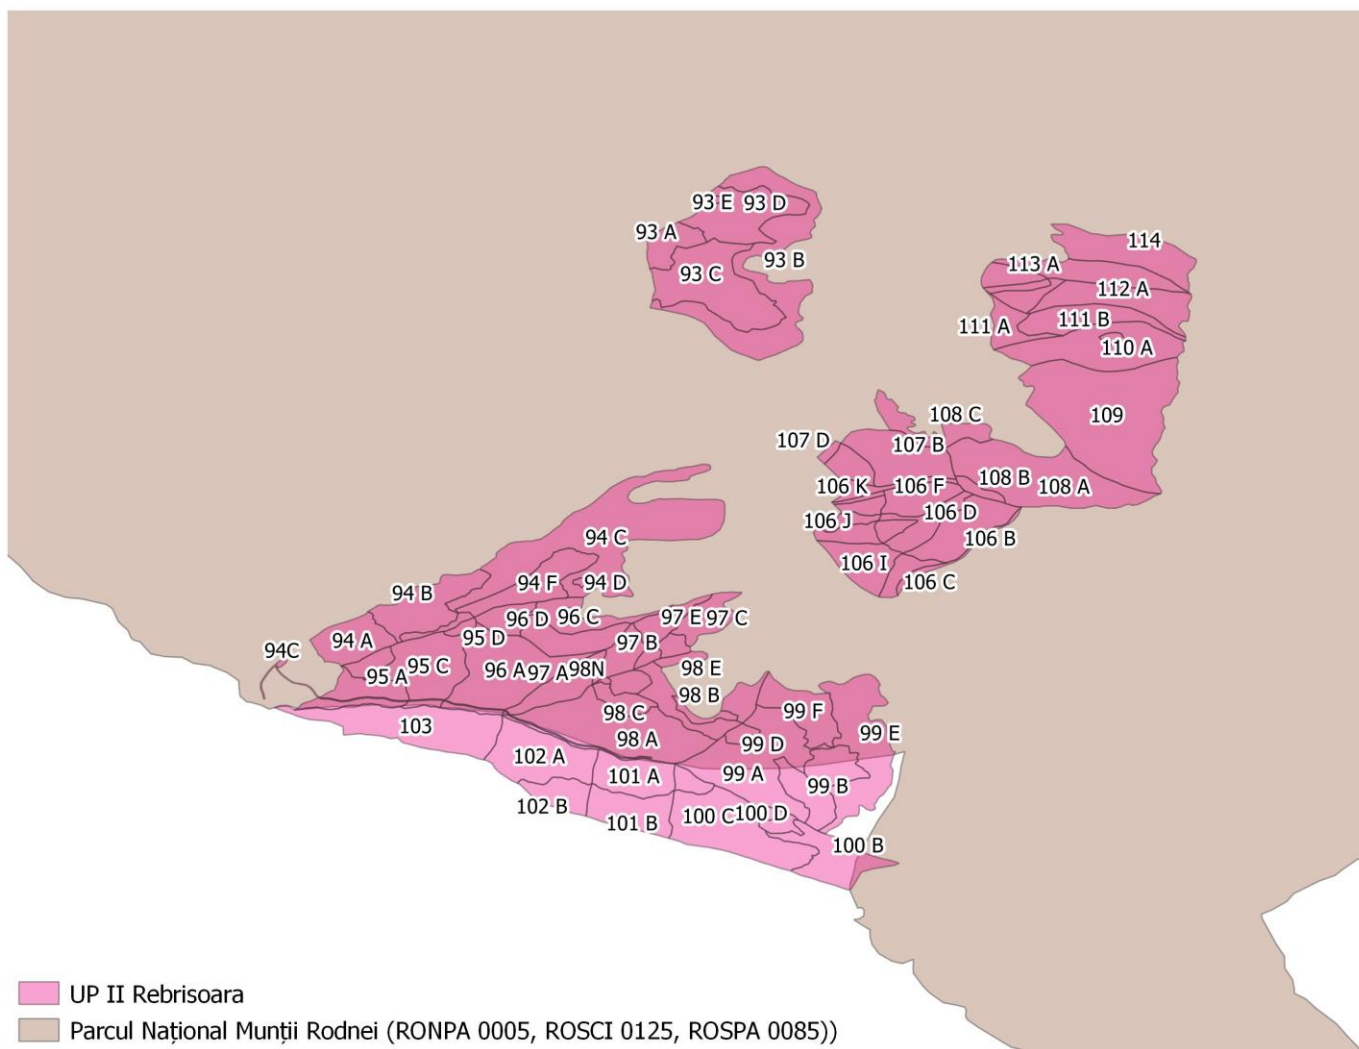 93 E 93 D
93 A
93 B
93 C
114
113 A
112 A
111 B
111 A
110 A
109
108 C
107 D
107 B
108 B
106 K 106 F
108 A
106 D
106 J
106 B
106 I
106 C
94 C
94 F 94 D
94 B
96 D 96 C 97 E 97 C
94 A
95 D
97 B
94C
95 C
96 A 97 A 98N 98 E
95 A
98 B
98 C
99 F
103
98 A 99 D
99 E
102 A
101 A 99 A
99 B
102 B
100 C 100 D
101 B
100 B
UP II Rebrisoara
Parcul Național Munții Rodnei (RONPA 0005, ROSCI 0125, ROSPA 0085))